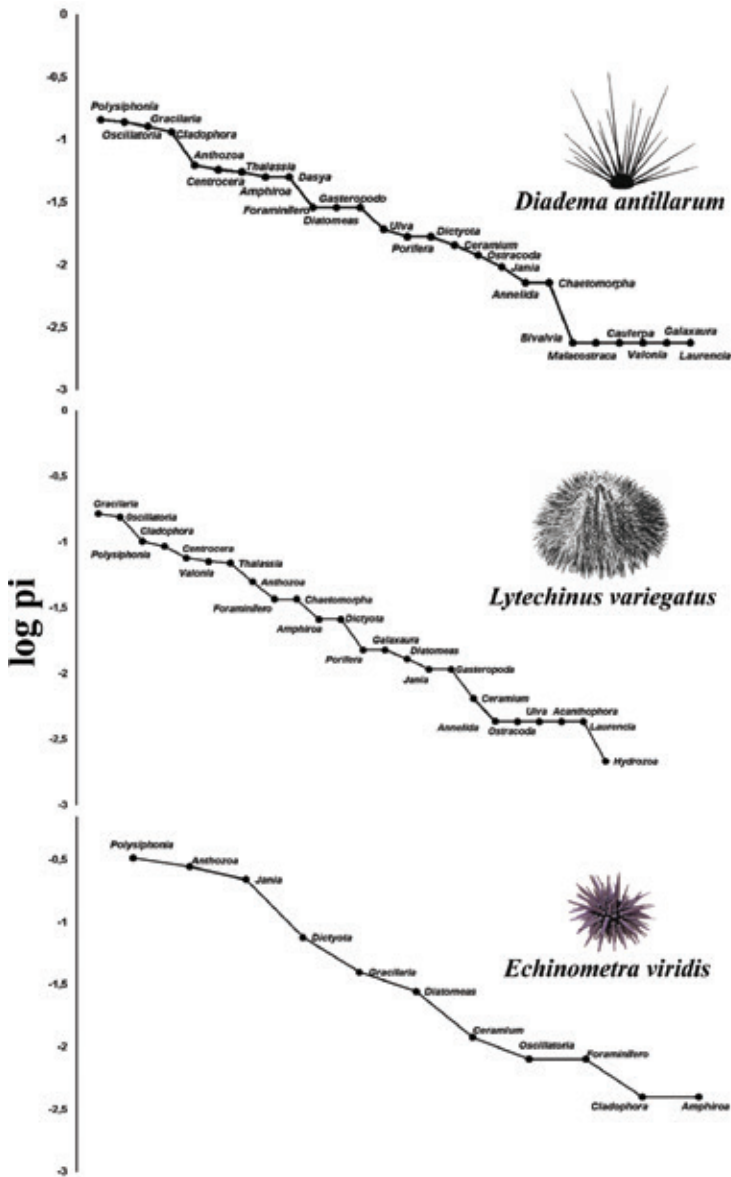 0
-0,5
Polysiphonia
Gracilaria
-1
Oscillatoria
Cladophora
Anthozoa
Thalassia
Centrocera
Dasya
Amphiroa
-1,5
Gasteropodo
Foraminifero
Diatomeas
Diadema antillarum
Ulva
Dictyota
Porifera
Ceramium
Ostracoda
-2
Jania
Annelida
Chaetomorpha
-2,5
Bivalvia
Caulerpa
Galaxaura
Malacostraca
Valonia
Laurencia
-3
log pi
0
-0,5
Gracilaria
Oscillatoria
Cladophora
-1
Polysiphonia
Centrocera
Valonia
Thalassia
Anthozoa
-1,5
Foraminifero
Chaetomorpha
Amphiroa
Dictyota
Lytechinus variegatus
Galaxaura
Porifera
Diatomeas
-2
Jania
Gasteropoda
Ceramium
Annelida
Ostracoda
Ulva
Acanthophora
Laurencia
-2,5
Hydrozoa
-3
Polysiphonia
-0,5
Anthozoa
Jania
-1
Dictyota
Gracillaria
-1,5
Diatomeas
Echinometra viridis
Ceramium
-2
Oscillatoria
Foraminifero
Cladophora
Amphiroa
-2,5
-3